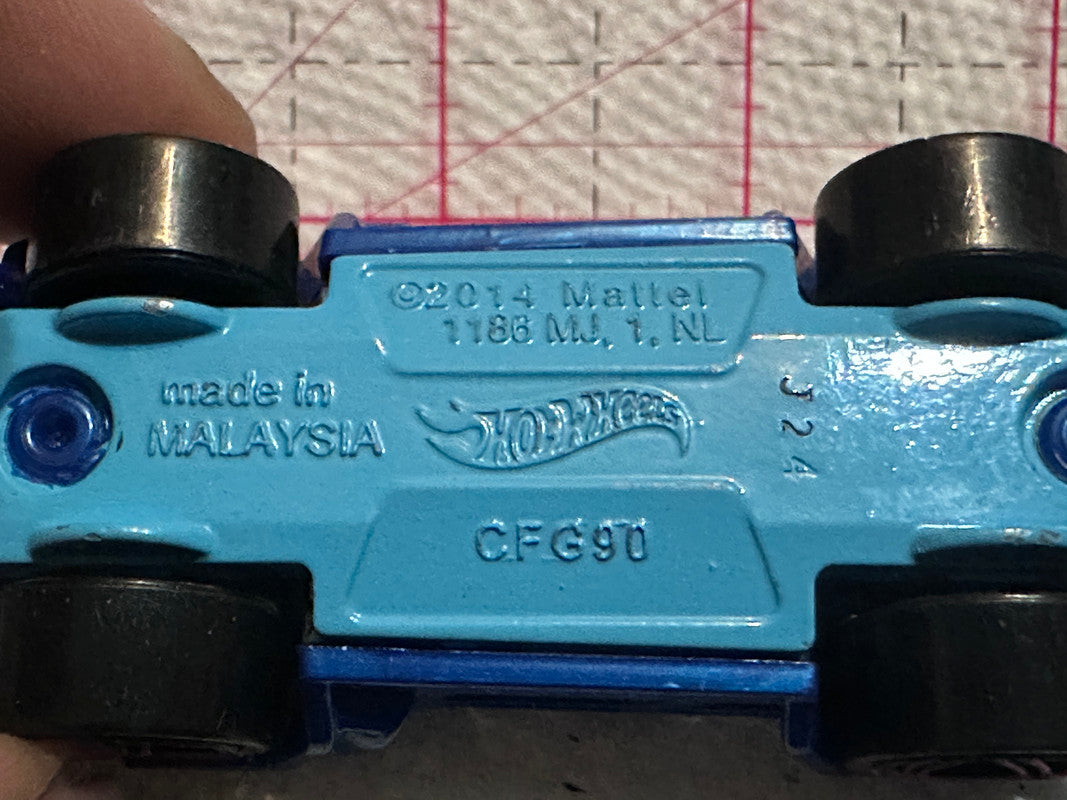 ©2014 Mattel
1186 MJ, 1, NL
made in
MALAYSIA
HOT WHEELS
J24
CFG90